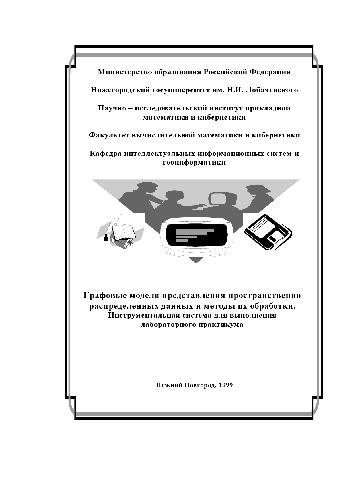 Министерство образования Российской Федерации
Нижегородский госуниверситет им. Н.И. Лобачевского
Научно – исследовательский институт прикладной
математики и кибернетики
Факультет вычислительной математики и кибернетики
Кафедра интеллектуальных информационных систем и
геоинформатики
Графовые модели представления пространственно
распределенных данных и методы их обработки.
Инструментальная система для выполнения
лабораторного практикума
Нижний Новгород, 1999